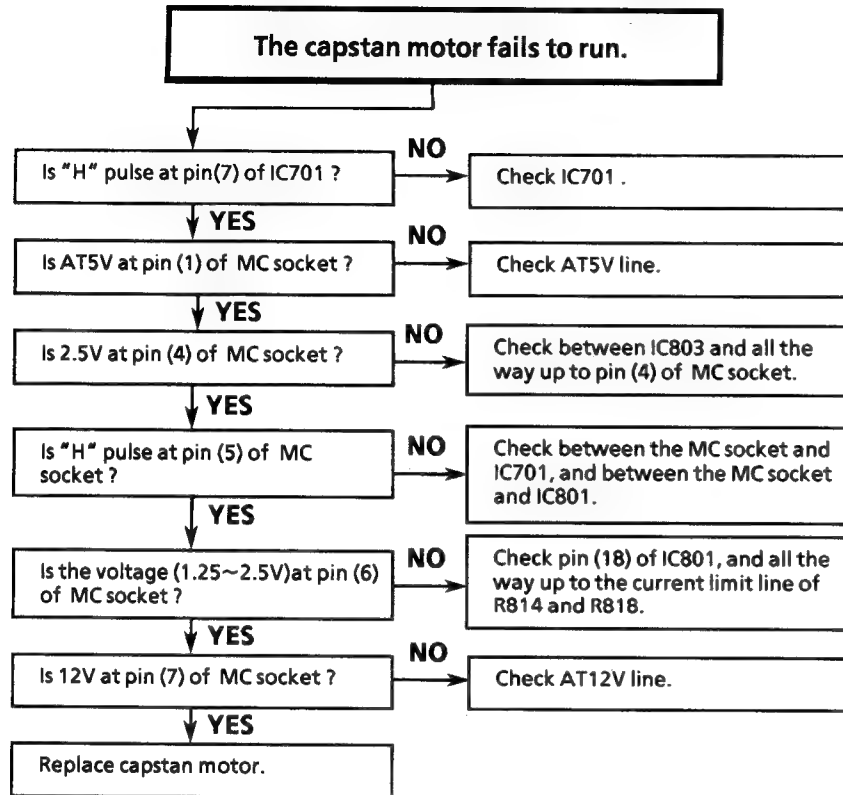 The capstan motor fails to run.
Is "H" pulse at pin(7) of IC701 ?
NO
Check IC701 .
YES
Is AT5V at pin (1) of MC socket ?
NO
Check AT5V line.
YES
Is 2.5V at pin (4) of MC socket ?
NO
Check between IC803 and all the
way up to pin (4) of MC socket.
YES
Is "H" pulse at pin (5) of MC
socket ?
NO
Check between the MC socket and
IC701, and between the MC socket
and IC801.
YES
Is the voltage (1.25~2.5V)at pin (6)
of MC socket ?
NO
Check pin (18) of IC801, and all the
way up to the current limit line of
R814 and R818.
YES
Is 12V at pin (7) of MC socket ?
NO
Check AT12V line.
YES
Replace capstan motor.